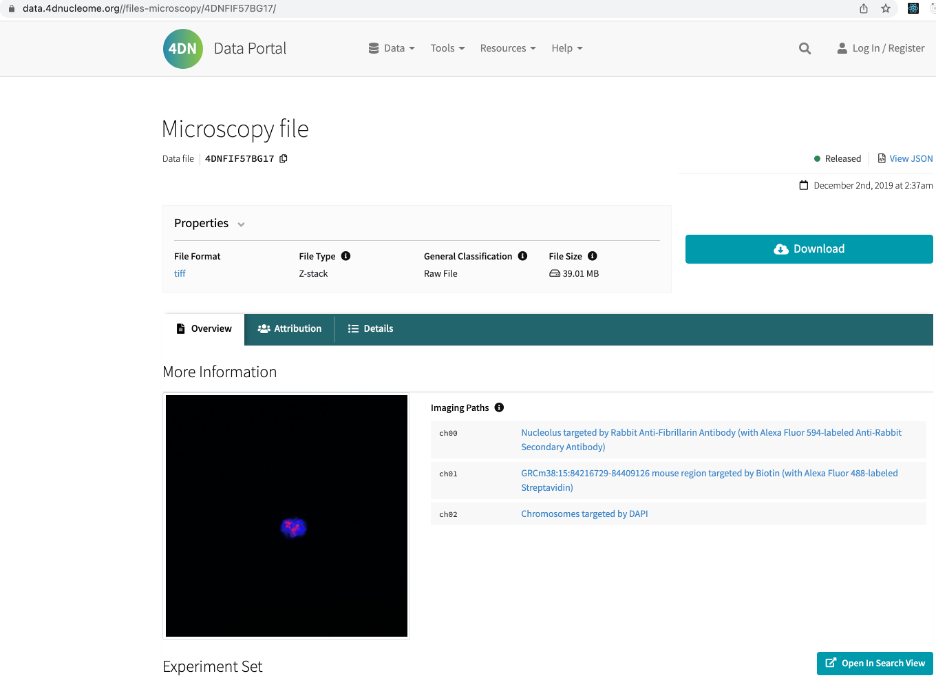 data.4dnucleome.org//files-microscopy/4DNFIF57BG17/
4DN Data Portal Data Tools Resources Help Log In / Register
Microscopy file
Data file 4DNFIF57BG17
Released View JSON
December 2nd, 2019 at 2:37am
Properties
Download
File Format File Type General Classification File Size
tiff Z-stack Raw File 39.01 MB
Overview Attribution Details
More Information
Imaging Paths
ch00 Nucleolus targeted by Rabbit Anti-Fibrillarin Antibody (with Alexa Fluor 594-labeled Anti-Rabbit
Secondary Antibody)
ch01 GRCm38:15:84216729-84409126 mouse region targeted by Biotin (with Alexa Fluor 488-labeled
Streptavidin)
ch02 Chromosomes targeted by DAPI
Experiment Set
Open In Search View